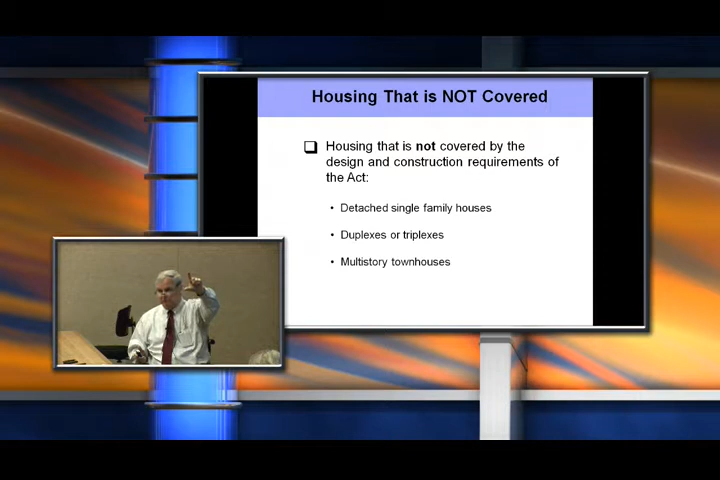 Housing That is NOT Covered
Housing that is not covered by the
design and construction requirements of
the Act:
• Detached single family houses
• Duplexes or triplexes
• Multistory townhouses